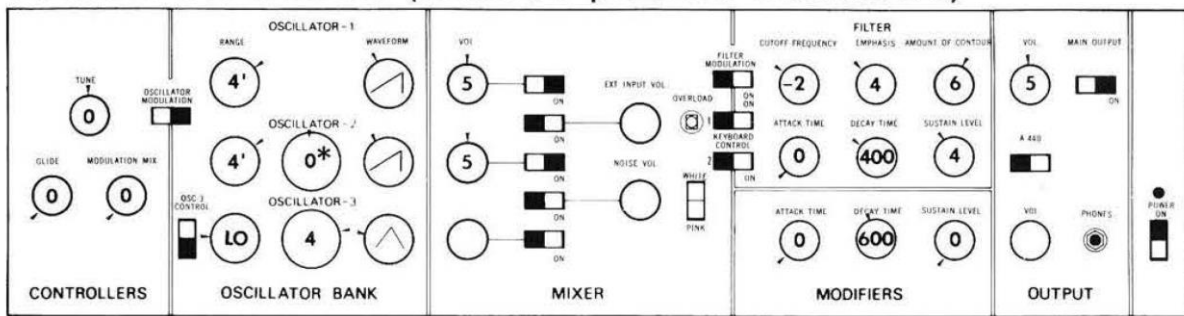 CONTROLLERS
TUNE
0
GLIDE
0
MODULATION MIX
0
OSCILLATOR
MODULATION
OSCILLATOR BANK
OSCILLATOR-1
RANGE
4'
WAVEFORM
OSCILLATOR-2
4'
0*
OSCILLATOR-3
OSC-3
CONTROL
LO
4
MIXER
VOL
5
ON
ON
5
ON
ON
ON
EXT INPUT VOL
OVERLOAD
NOISE VOL
WHITE
PINK
MODIFIERS
FILTER
FILTER
MODULATION
ON
ON
1
KEYBOARD
CONTROL
2
ON
CUTOFF FREQUENCY
-2
EMPHASIS
4
AMOUNT OF CONTOUR
6
ATTACK TIME
0
DECAY TIME
400
SUSTAIN LEVEL
4
ATTACK TIME
0
DECAY TIME
600
SUSTAIN LEVEL
0
OUTPUT
VOL
5
MAIN OUTPUT
ON
A 440
VOL
PHONES
POWER
ON